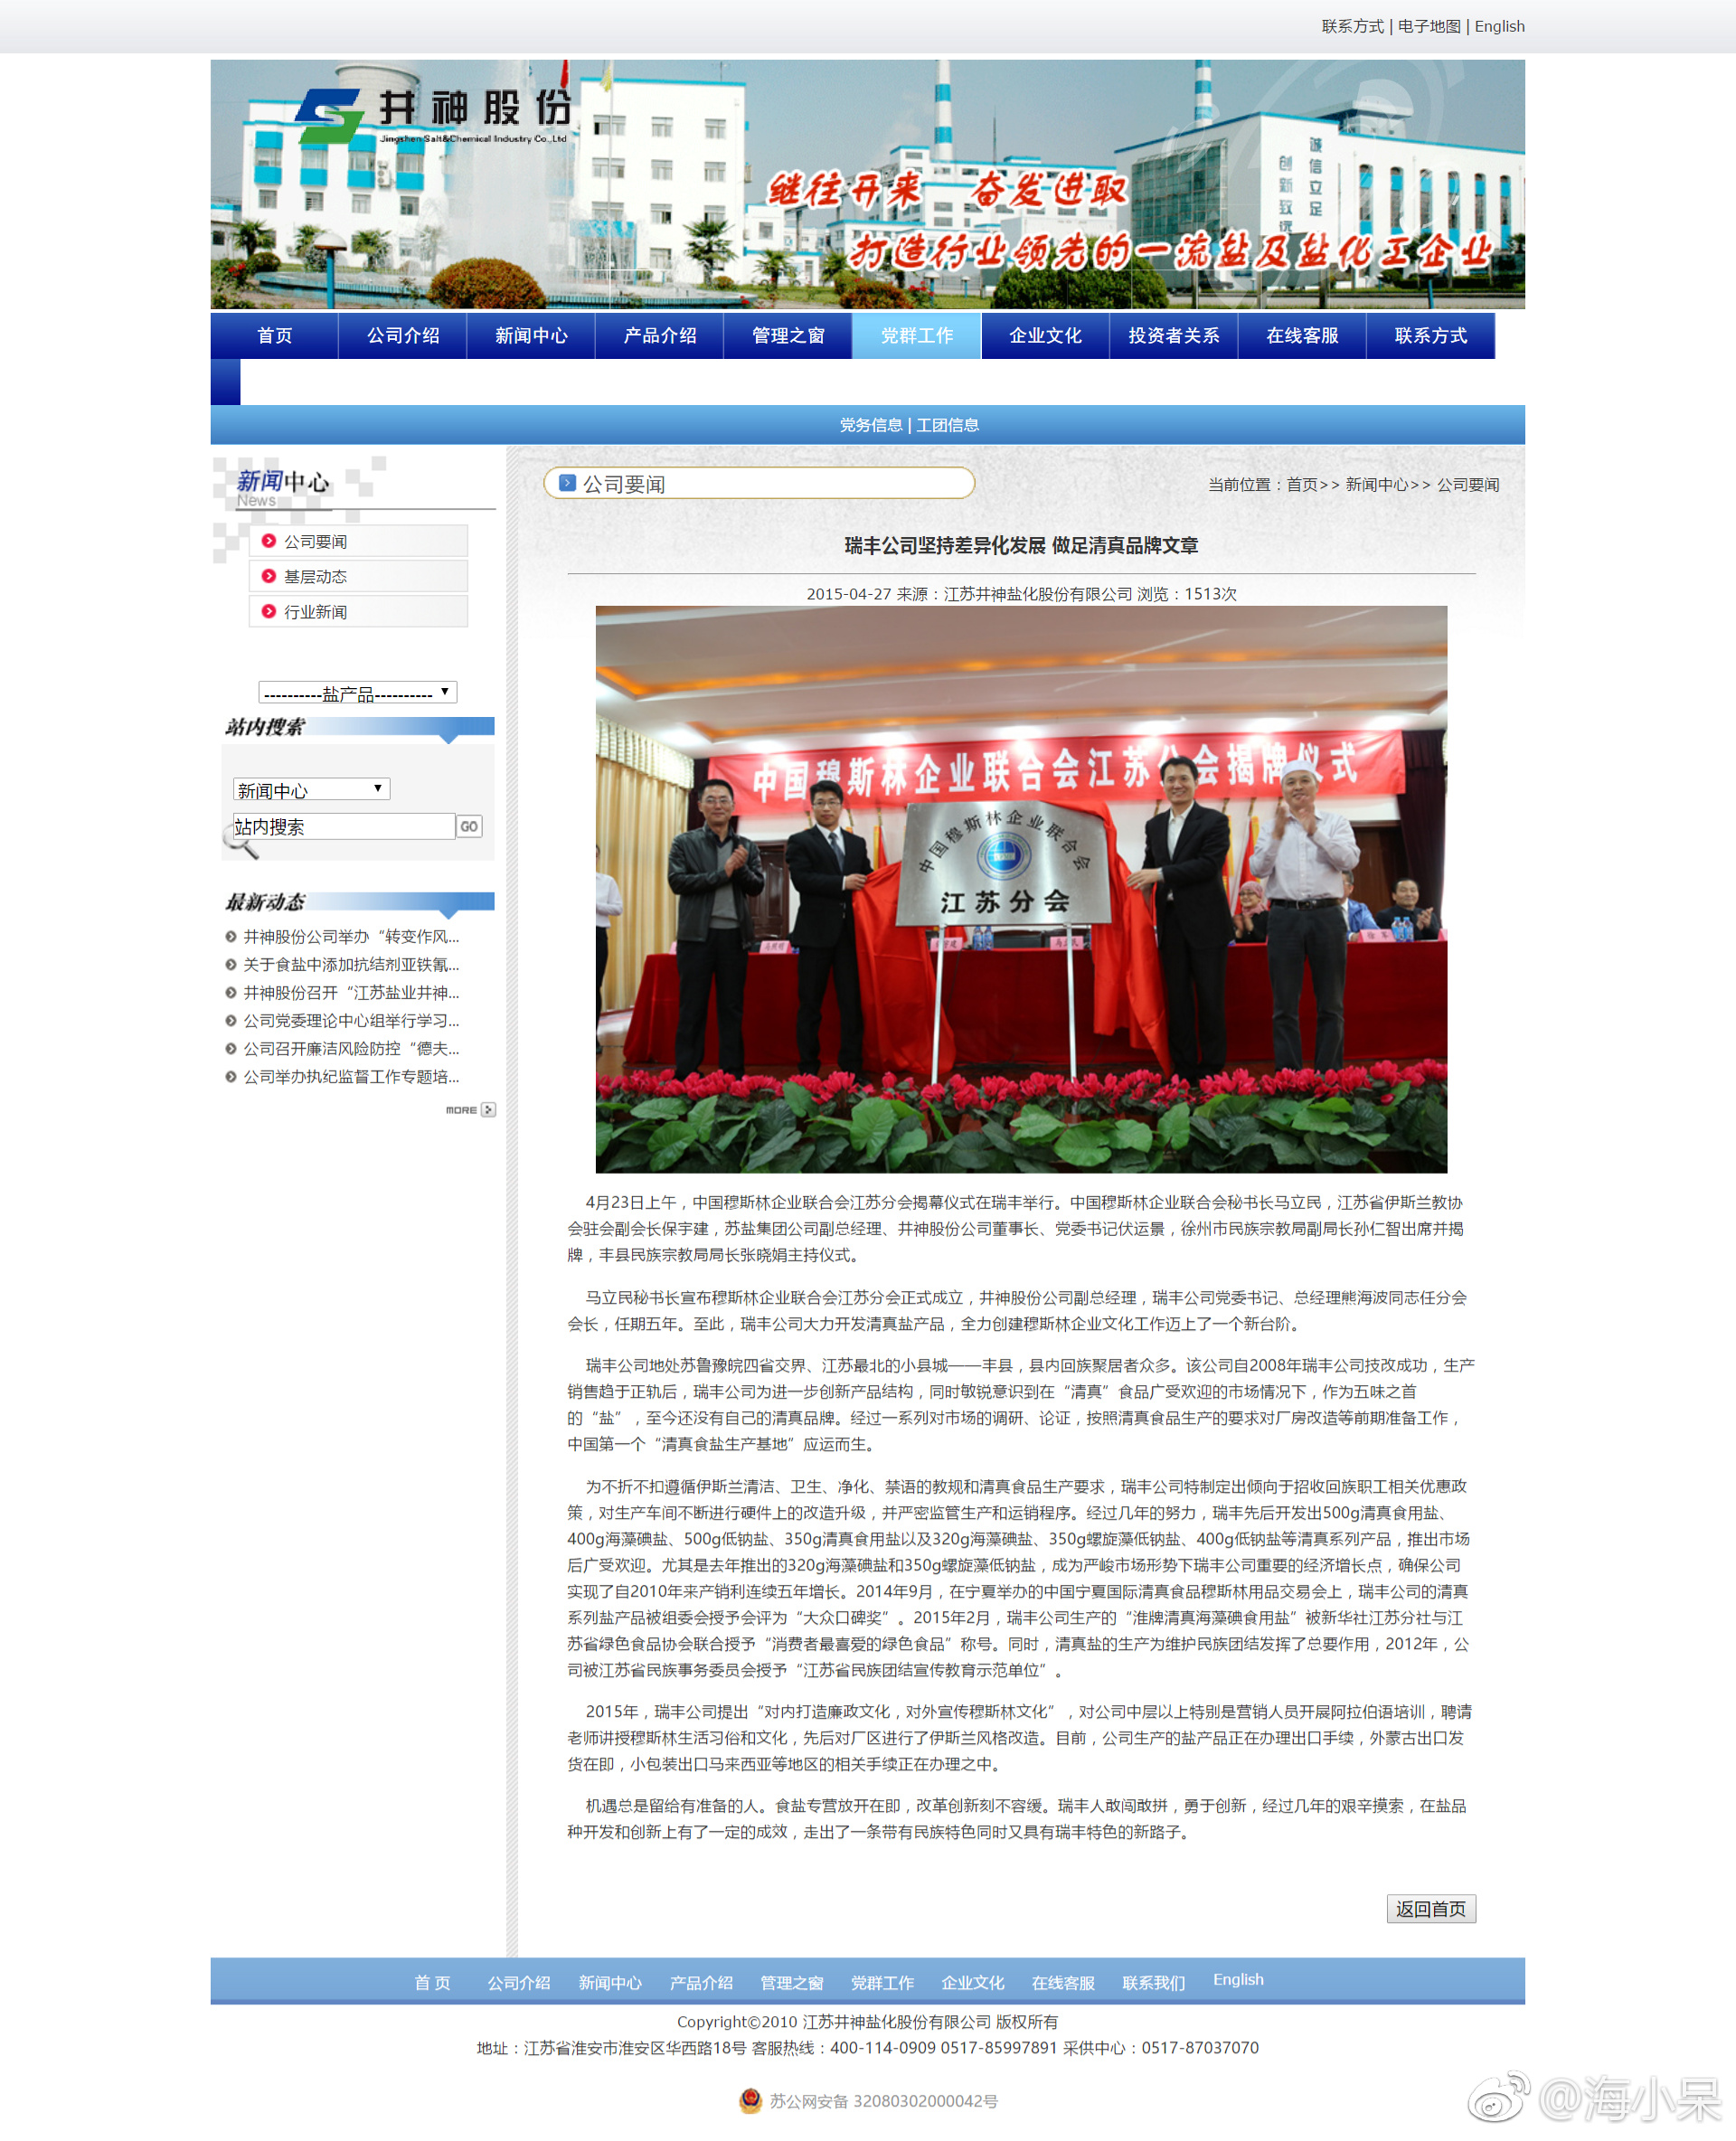 联系方式 | 电子地图 | English
井神股份
Jingshen Salt&Chemical Industry Co.,Ltd
诚信立足
创新致远
继往开来 奋发进取
打造行业领先的一流盐及盐化工企业
首页 公司介绍 新闻中心 产品介绍 管理之窗 党群工作 企业文化 投资者关系 在线客服 联系方式
党务信息 | 工团信息
新闻中心
News
公司要闻
基层动态
行业新闻
----------盐产品----------
站内搜索
新闻中心
站内搜索 GO
最新动态
井神股份公司举办“转变作风...
关于食盐中添加抗结剂亚铁氰...
井神股份召开“江苏盐业井神...
公司党委理论中心组举行学习...
公司召开廉洁风险防控“德夫...
公司举办执纪监督工作专题培...
MORE
公司要闻
当前位置：首页>> 新闻中心>> 公司要闻
瑞丰公司坚持差异化发展 做足清真品牌文章
2015-04-27 来源：江苏井神盐化股份有限公司 浏览：1513次
中国穆斯林企业联合会江苏分会揭牌仪式
中国穆斯林企业联合会
江苏分会
4月23日上午，中国穆斯林企业联合会江苏分会揭幕仪式在瑞丰举行。中国穆斯林企业联合会秘书长马立民，江苏省伊斯兰教协
会驻会副会长保宇建，苏盐集团公司副总经理、井神股份公司董事长、党委书记伏运景，徐州市民族宗教局副局长孙仁智出席并揭
牌，丰县民族宗教局局长张晓娟主持仪式。
马立民秘书长宣布穆斯林企业联合会江苏分会正式成立，井神股份公司副总经理，瑞丰公司党委书记、总经理熊海波同志任分会
会长，任期五年。至此，瑞丰公司大力开发清真盐产品，全力创建穆斯林企业文化工作迈上了一个新台阶。
瑞丰公司地处苏鲁豫皖四省交界、江苏最北的小县城——丰县，县内回族聚居者众多。该公司自2008年瑞丰公司技改成功，生产
销售趋于正轨后，瑞丰公司为进一步创新产品结构，同时敏锐意识到在“清真”食品广受欢迎的市场情况下，作为五味之首
的“盐”，至今还没有自己的清真品牌。经过一系列对市场的调研、论证，按照清真食品生产的要求对厂房改造等前期准备工作，
中国第一个“清真食盐生产基地”应运而生。
为不折不扣遵循伊斯兰清洁、卫生、净化、禁语的教规和清真食品生产要求，瑞丰公司特制定出倾向于招收回族职工相关优惠政
策，对生产车间不断进行硬件上的改造升级，并严密监管生产和运销程序。经过几年的努力，瑞丰先后开发出500g清真食用盐、
400g海藻碘盐、500g低钠盐、350g清真食用盐以及320g海藻碘盐、350g螺旋藻低钠盐、400g低钠盐等清真系列产品，推出市场
后广受欢迎。尤其是去年推出的320g海藻碘盐和350g螺旋藻低钠盐，成为严峻市场形势下瑞丰公司重要的经济增长点，确保公司
实现了自2010年来产销利连续五年增长。2014年9月，在宁夏举办的中国宁夏国际清真食品穆斯林用品交易会上，瑞丰公司的清真
系列盐产品被组委会授予会评为“大众口碑奖”。2015年2月，瑞丰公司生产的“淮牌清真海藻碘食用盐”被新华社江苏分社与江
苏省绿色食品协会联合授予“消费者最喜爱的绿色食品”称号。同时，清真盐的生产为维护民族团结发挥了总要作用，2012年，公
司被江苏省民族事务委员会授予“江苏省民族团结宣传教育示范单位”。
2015年，瑞丰公司提出“对内打造廉政文化，对外宣传穆斯林文化”，对公司中层以上特别是营销人员开展阿拉伯语培训，聘请
老师讲授穆斯林生活习俗和文化，先后对厂区进行了伊斯兰风格改造。目前，公司生产的盐产品正在办理出口手续，外蒙古出口发
货在即，小包装出口马来西亚等地区的相关手续正在办理之中。
机遇总是留给有准备的人。食盐专营放开在即，改革创新刻不容缓。瑞丰人敢闯敢拼，勇于创新，经过几年的艰辛摸索，在盐品
种开发和创新上有了一定的成效，走出了一条带有民族特色同时又具有瑞丰特色的新路子。
返回首页
首 页 公司介绍 新闻中心 产品介绍 管理之窗 党群工作 企业文化 在线客服 联系我们 English
Copyright©2010 江苏井神盐化股份有限公司 版权所有
地址：江苏省淮安市淮安区华西路18号 客服热线：400-114-0909 0517-85997891 采供中心：0517-87037070
苏公网安备 32080302000042号
@海小呆